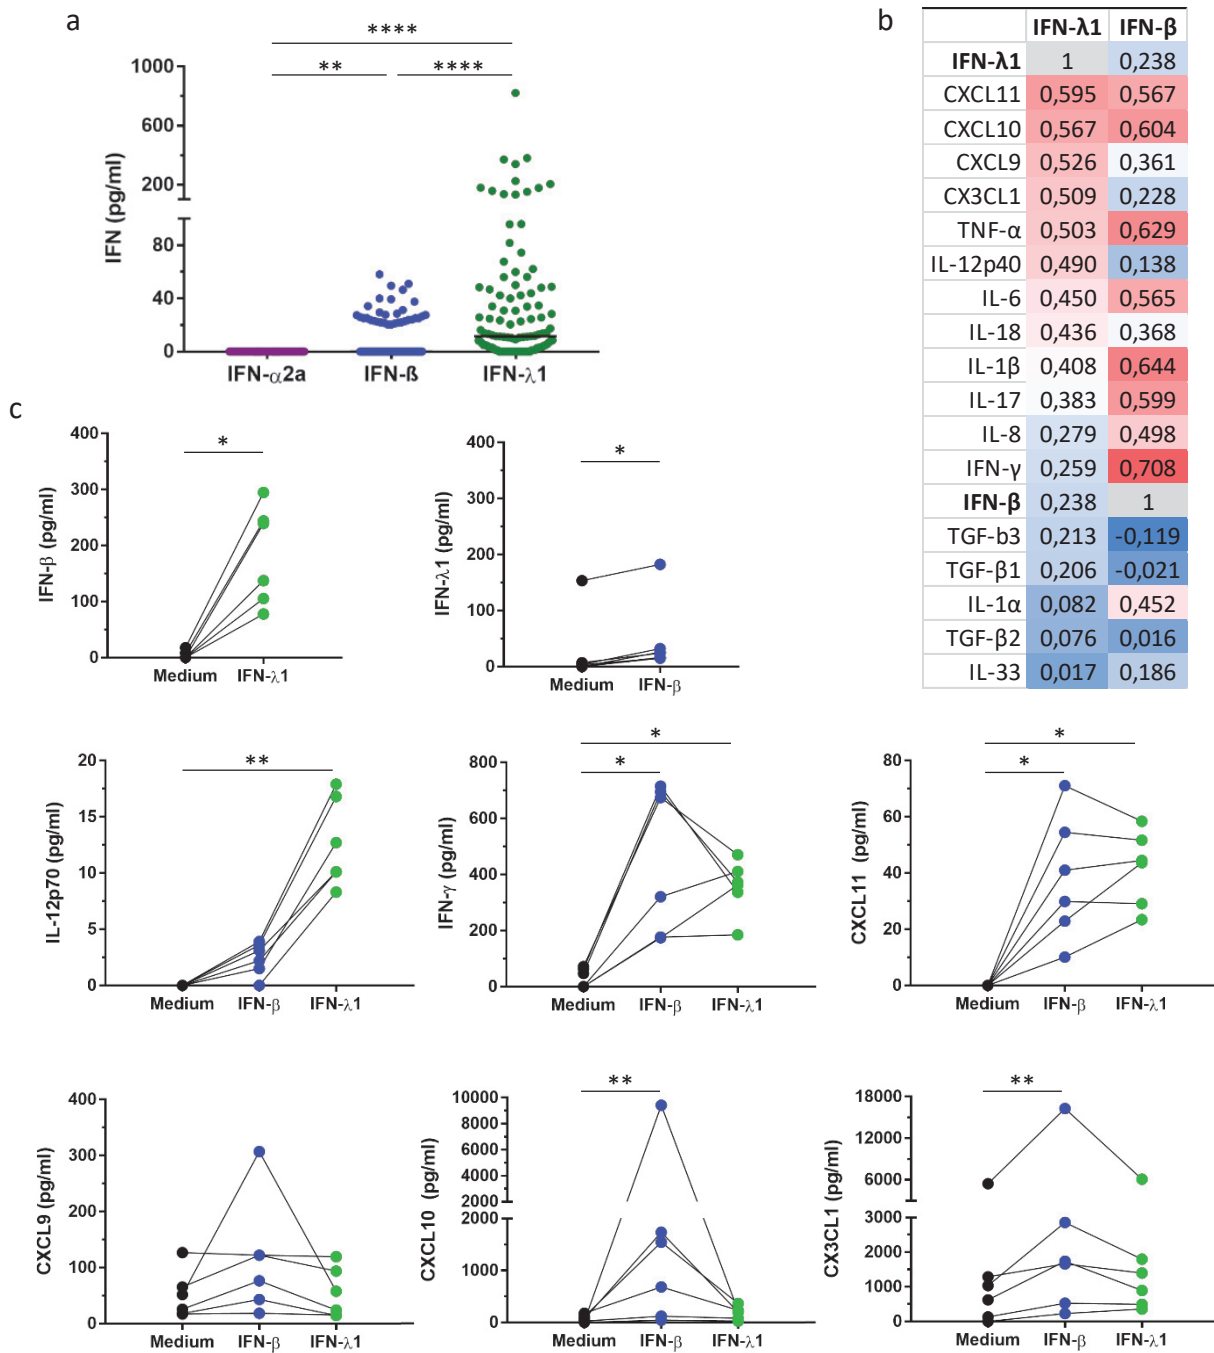 a
****
**
****
1000
600
200
80
40
0
IFN (pg/ml)
IFN-α2a
IFN-ß
IFN-λ1
b
IFN-λ1 IFN-β
IFN-λ1 1 0,238
CXCL11 0,595 0,567
CXCL10 0,567 0,604
CXCL9 0,526 0,361
CX3CL1 0,509 0,228
TNF-α 0,503 0,629
IL-12p40 0,490 0,138
IL-6 0,450 0,565
IL-18 0,436 0,368
IL-1β 0,408 0,644
IL-17 0,383 0,599
IL-8 0,279 0,498
IFN-γ 0,259 0,708
IFN-β 0,238 1
TGF-b3 0,213 -0,119
TGF-β1 0,206 -0,021
IL-1α 0,082 0,452
TGF-β2 0,076 0,016
IL-33 0,017 0,186
c
*
400
300
200
100
0
IFN-β (pg/ml)
Medium IFN-λ1
*
400
300
200
100
0
IFN-λ1 (pg/ml)
Medium IFN-β
**
20
15
10
5
0
IL-12p70 (pg/ml)
Medium IFN-β IFN-λ1
*
*
800
600
400
200
0
IFN-γ (pg/ml)
Medium IFN-β IFN-λ1
*
*
80
60
40
20
0
CXCL11 (pg/ml)
Medium IFN-β IFN-λ1
400
300
200
100
0
CXCL9 (pg/ml)
Medium IFN-β IFN-λ1
**
10000
8000
6000
4000
2000
2000
1000
0
CXCL10 (pg/ml)
Medium IFN-β IFN-λ1
**
18000
12000
6000
3000
2000
1000
0
CX3CL1 (pg/ml)
Medium IFN-β IFN-λ1